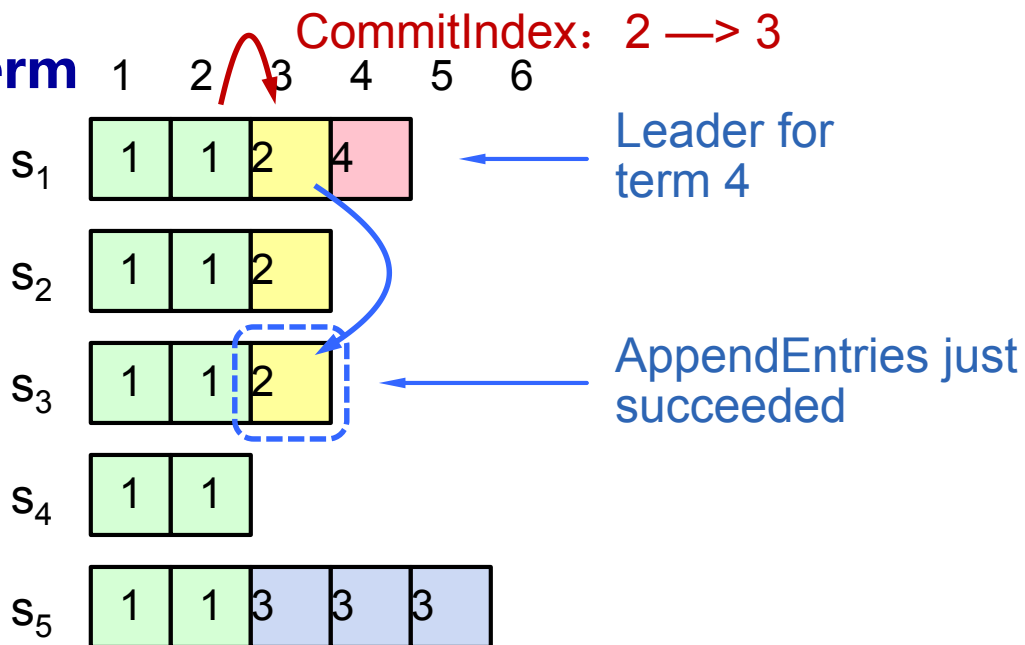 CommitIndex： 2 —> 3
erm 1 2 3 4 5 6
s1 1 1 2 4
Leader for
term 4
s2 1 1 2
s3 1 1 2
AppendEntries just
succeeded
s4 1 1
s5 1 1 3 3 3